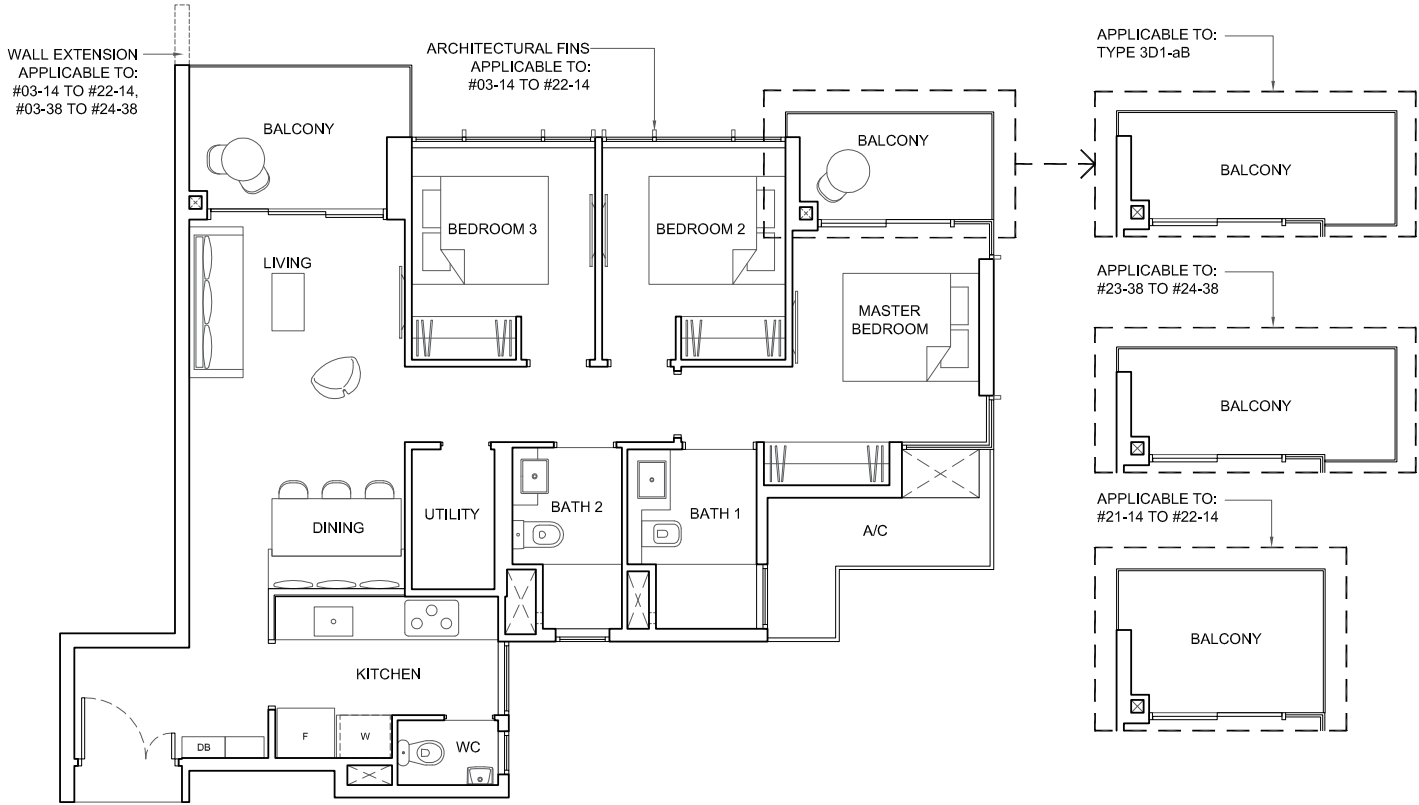 WALL EXTENSION
APPLICABLE TO:
#03-14 TO #22-14,
#03-38 TO #24-38
ARCHITECTURAL FINS
APPLICABLE TO:
#03-14 TO #22-14
APPLICABLE TO:
TYPE 3D1-aB
BALCONY
BALCONY
BALCONY
BEDROOM 3
BEDROOM 2
LIVING
MASTER
BEDROOM
APPLICABLE TO:
#23-38 TO #24-38
BALCONY
DINING
UTILITY
BATH 2
BATH 1
A/C
APPLICABLE TO:
#21-14 TO #22-14
BALCONY
KITCHEN
DB
F
W
WC